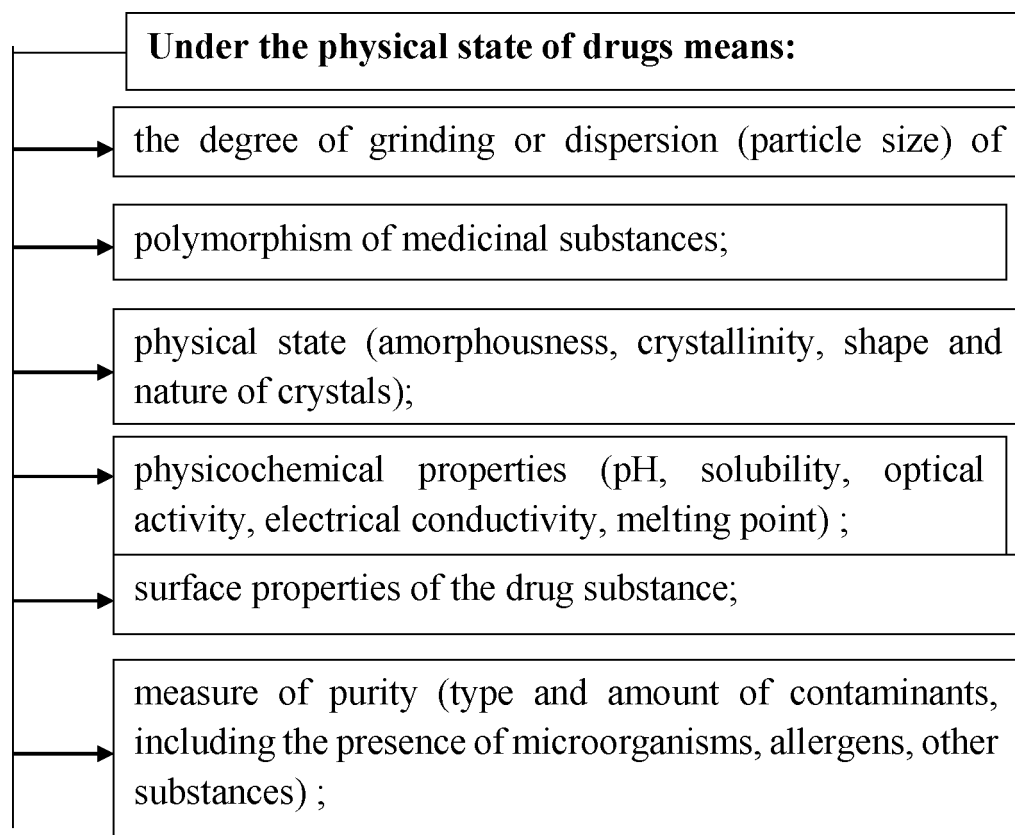 Under the physical state of drugs means:
the degree of grinding or dispersion (particle size) of
polymorphism of medicinal substances;
physical state (amorphousness, crystallinity, shape and
nature of crystals);
physicochemical properties (pH, solubility, optical
activity, electrical conductivity, melting point) ;
surface properties of the drug substance;
measure of purity (type and amount of contaminants,
including the presence of microorganisms, allergens, other
substances) ;